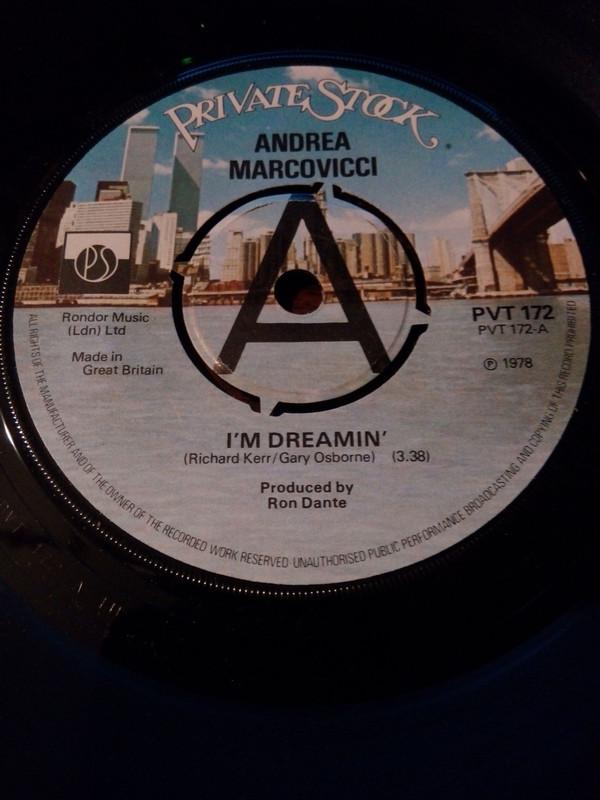 PRIVATE STOCK
ANDREA
MARCOVICCI
A
PS
Rondor Music
(Ldn) Ltd
Made in
Great Britain
PVT 172
PVT 172-A
℗ 1978
I'M DREAMIN'
(Richard Kerr/Gary Osborne) (3.38)
Produced by
Ron Dante
ALL RIGHTS OF THE MANUFACTURER AND OF THE OWNER OF THE RECORDED WORK RESERVED UNAUTHORISED PUBLIC PERFORMANCE BROADCASTING AND COPYING OF THIS RECORD PROHIBITED